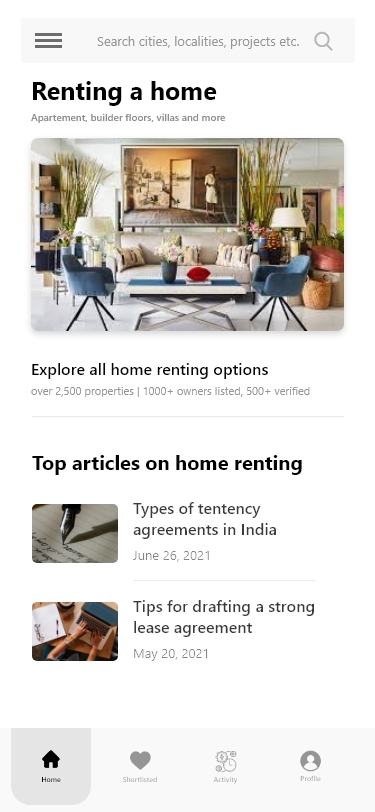 Search cities, localities, projects etc.
Renting a home
Apartement, builder floors, villas and more
Explore all home renting options
over 2,500 properties | 1000+ owners listed, 500+ verified
Top articles on home renting
Types of tentency
agreements in India
June 26, 2021
Tips for drafting a strong
lease agreement
May 20, 2021
Home
Shortlisted
Activity
Profile